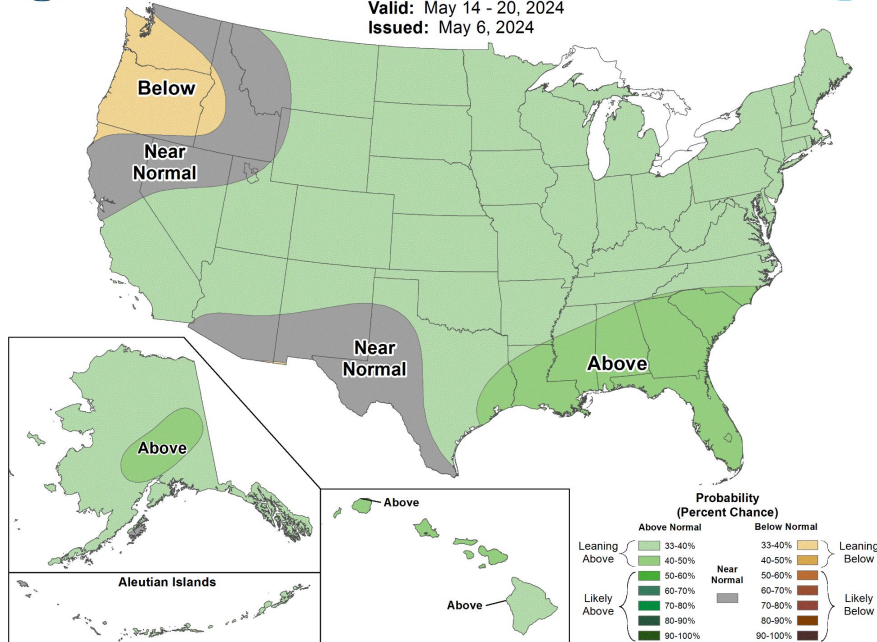 Valid: May 14 - 20, 2024
Issued: May 6, 2024
Below
Near
Normal
Near
Normal
Above
Above
Above
Above
Aleutian Islands
Probability
(Percent Chance)
Above Normal
Below Normal
Leaning
Above
33-40%
40-50%
50-60%
60-70%
70-80%
80-90%
90-100%
Likely
Above
Near
Normal
33-40%
40-50%
50-60%
60-70%
70-80%
80-90%
90-100%
Leaning
Below
Likely
Below